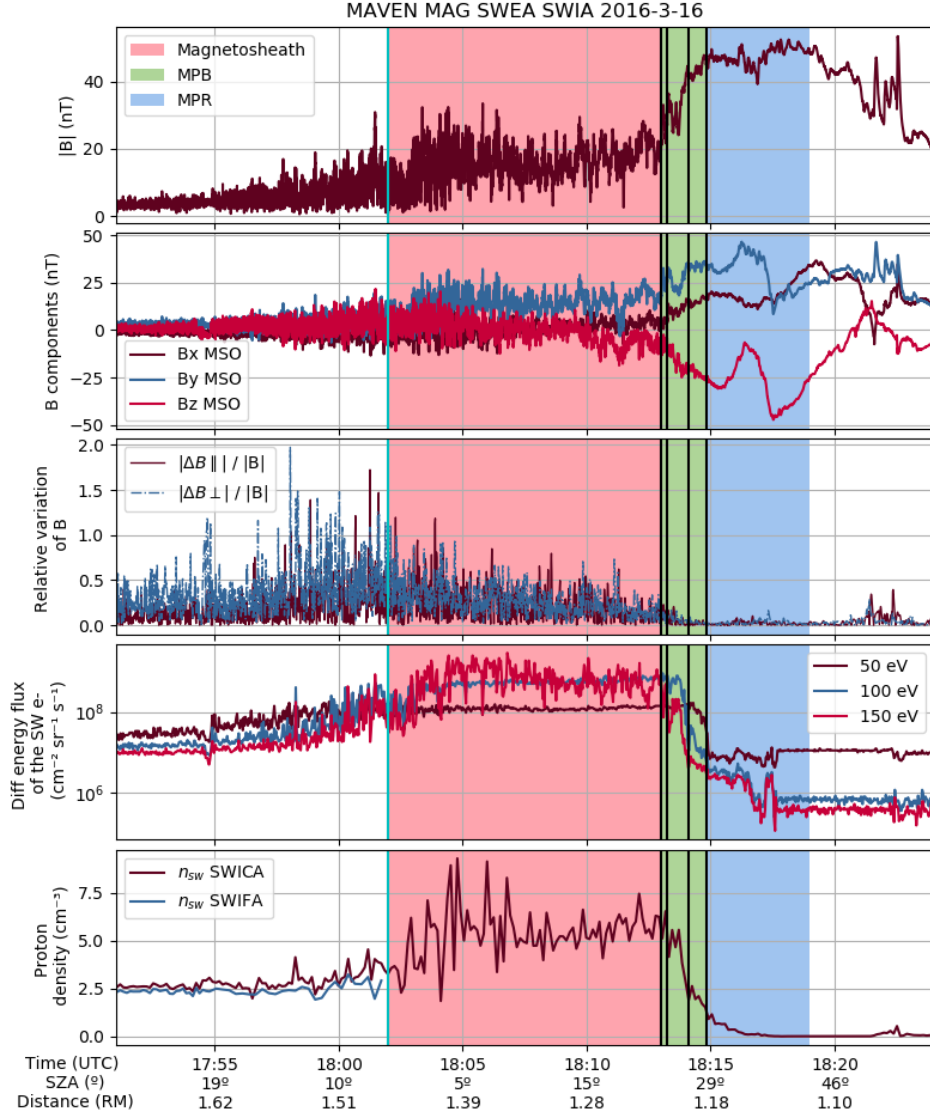 MAVEN MAG SWEA SWIA 2016-3-16
|B| (nT)
40
20
0
Magnetosheath
MPB
MPR
B components (nT)
50
25
0
−25
−50
Bx MSO
By MSO
Bz MSO
Relative variation
of B
2.0
1.5
1.0
0.5
0.0
|ΔB ∥ | / |B|
|ΔB ⊥ | / |B|
Diff energy flux
of the SW e-
(cm⁻² sr⁻¹ s⁻¹)
10⁸
10⁶
50 eV
100 eV
150 eV
Proton
density (cm⁻³)
7.5
5.0
2.5
0.0
n_sw SWICA
n_sw SWIFA
Time (UTC) 17:55 18:00 18:05 18:10 18:15 18:20
SZA (º) 19º 10º 5º 15º 29º 46º
Distance (RM) 1.62 1.51 1.39 1.28 1.18 1.10